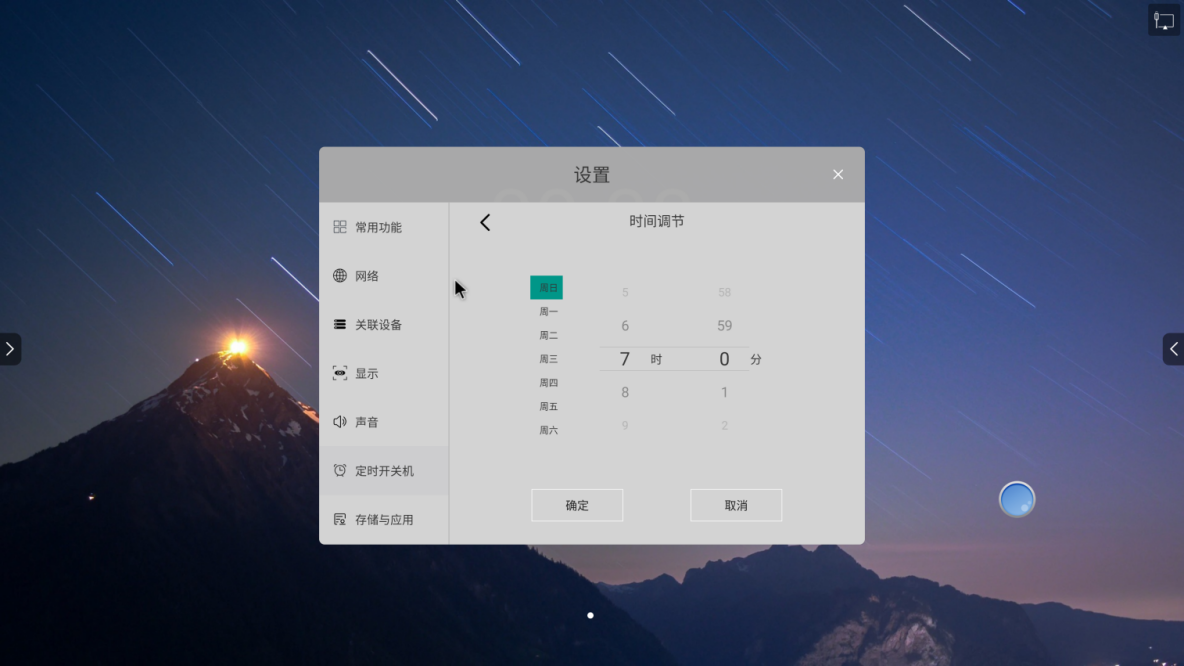 设置
常用功能
网络
关联设备
显示
声音
定时开关机
存储与应用
时间调节
周日
周一
周二
周三
周四
周五
周六
5 58
6 59
7 时 0 分
8 1
9 2
确定 取消